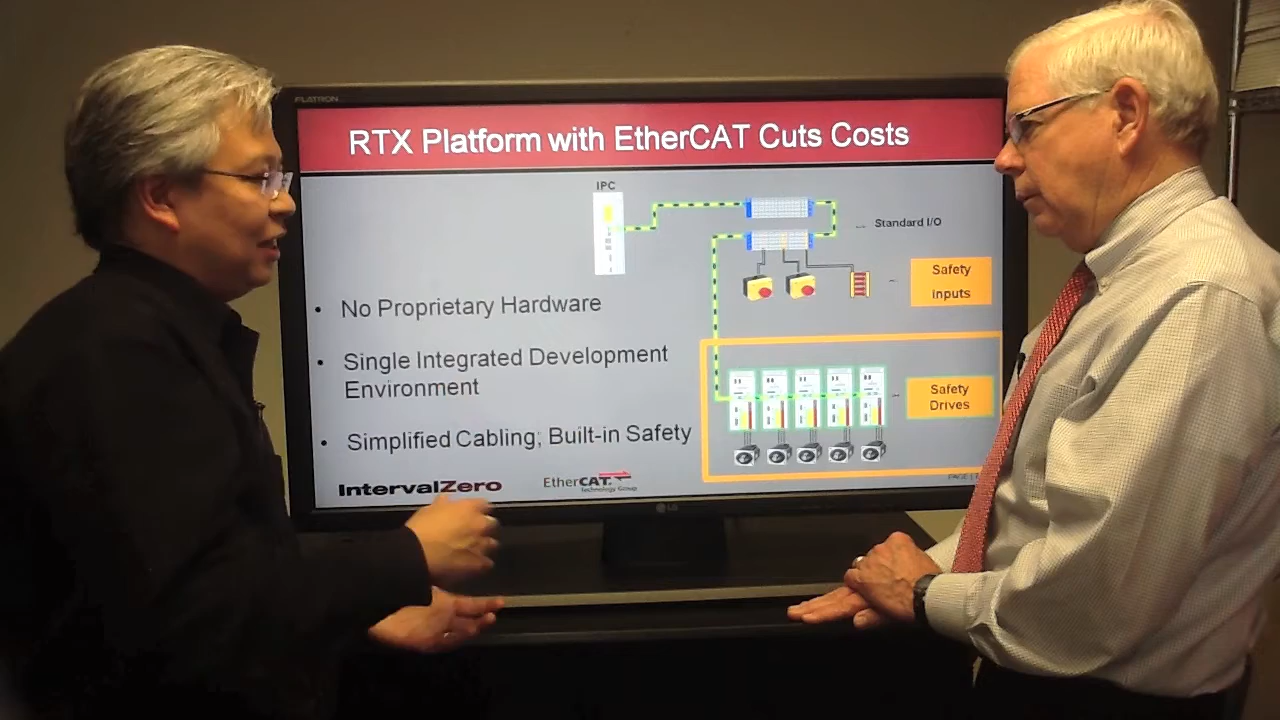 FLATRON
RTX Platform with EtherCAT Cuts Costs
IPC
Standard I/O
Safety
Inputs
• No Proprietary Hardware
• Single Integrated Development
Environment
Safety
Drives
• Simplified Cabling; Built-in Safety
IntervalZero
EtherCAT
Technology Group
PAGE
LG